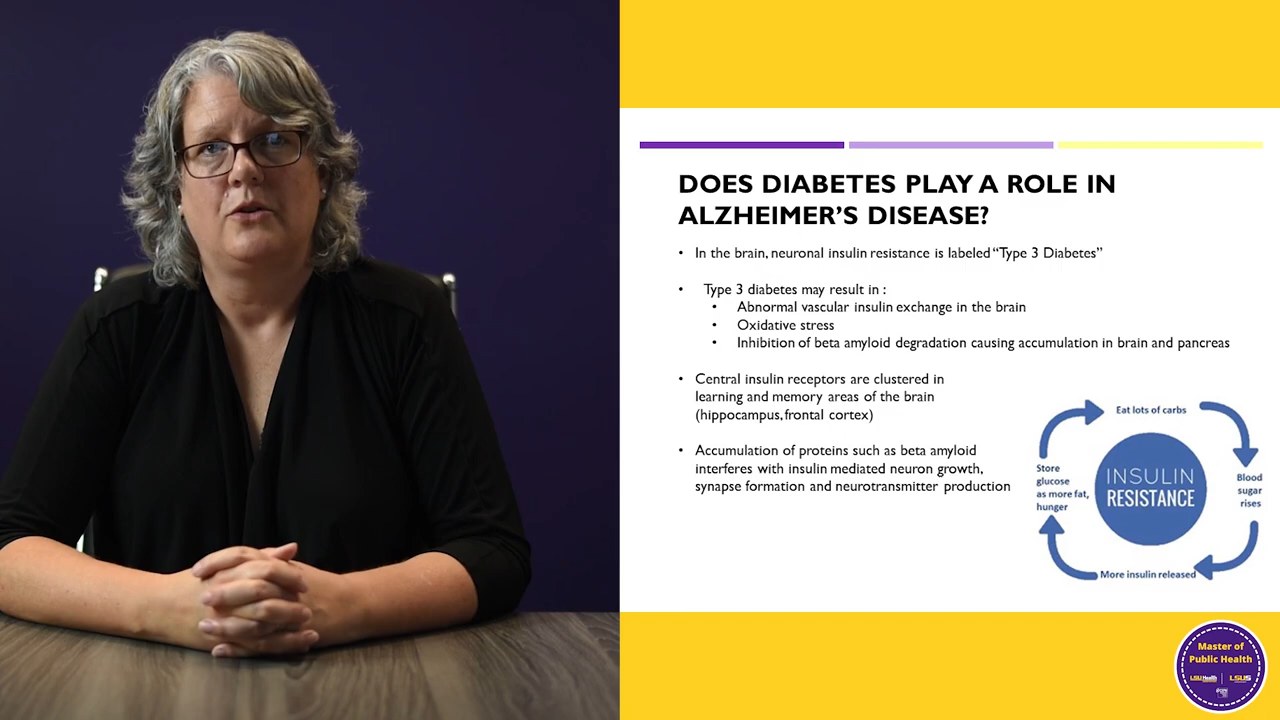 DOES DIABETES PLAY A ROLE IN
ALZHEIMER'S DISEASE?
• In the brain, neuronal insulin resistance is labeled “Type 3 Diabetes”
• Type 3 diabetes may result in :
• Abnormal vascular insulin exchange in the brain
• Oxidative stress
• Inhibition of beta amyloid degradation causing accumulation in brain and pancreas
• Central insulin receptors are clustered in
learning and memory areas of the brain
(hippocampus, frontal cortex)
• Accumulation of proteins such as beta amyloid
interferes with insulin mediated neuron growth,
synapse formation and neurotransmitter production
Eat lots of carbs
Blood
sugar
rises
More insulin released
Store
glucose
as more fat,
hunger
INSULIN
RESISTANCE
Master of
Public Health
LSU Health
LSUS